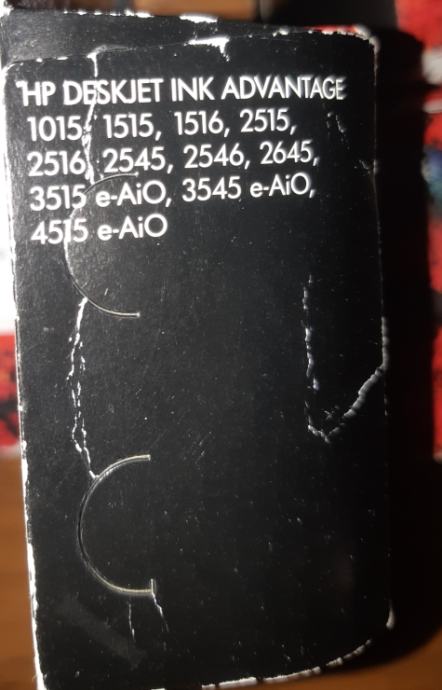 HP DESKJET INK ADVANTAGE
1015, 1515, 1516, 2515,
2516, 2545, 2546, 2645,
3515 e-AiO, 3545 e-AiO,
4515 e-AiO